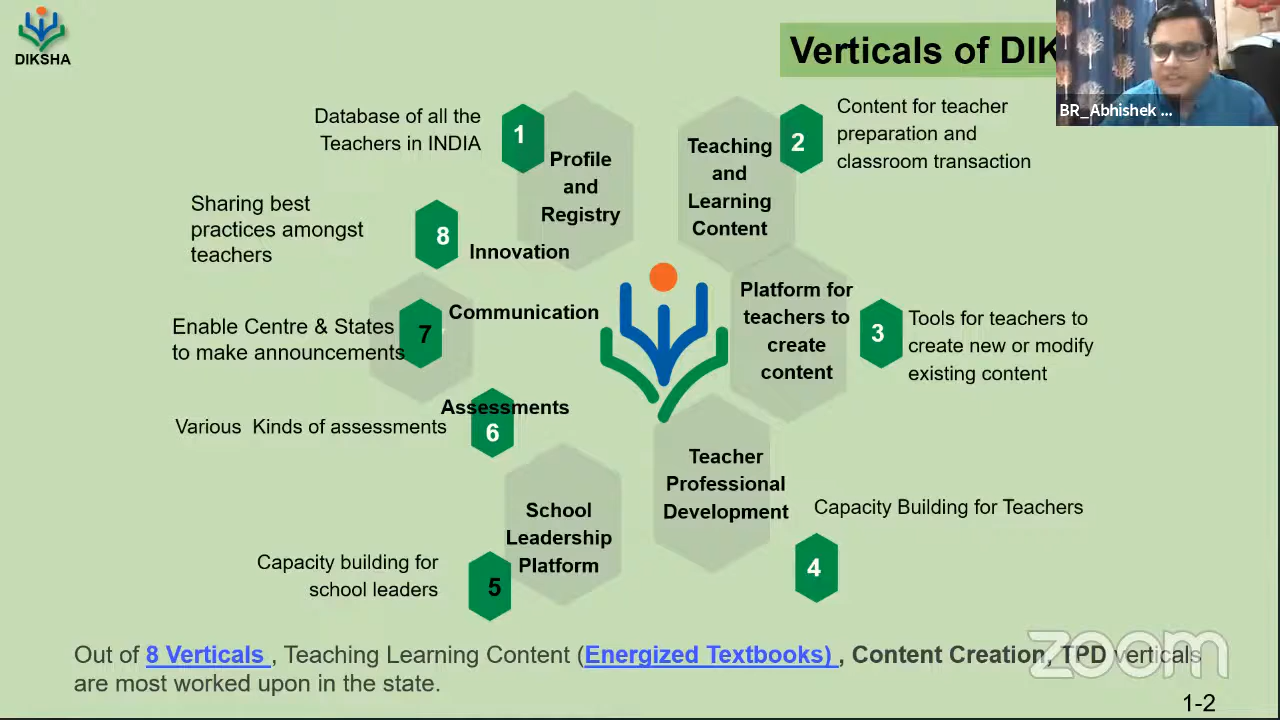 DIKSHA
Verticals of DIK
BR_Abhishek ...
Database of all the
Teachers in INDIA
1
Profile
and
Registry
Teaching
and
Learning
Content
2
Content for teacher
preparation and
classroom transaction
Sharing best
practices amongst
teachers
8
Innovation
Platform for
teachers to
create
content
3
Tools for teachers to
create new or modify
existing content
Enable Centre & States
to make announcements
7
Communication
Assessments
Various Kinds of assessments
6
Teacher
Professional
Development
Capacity Building for Teachers
4
School
Leadership
Platform
Capacity building for
school leaders
5
Out of 8 Verticals , Teaching Learning Content (Energized Textbooks) , Content Creation, TPD verticals
are most worked upon in the state.
zoom
1-2